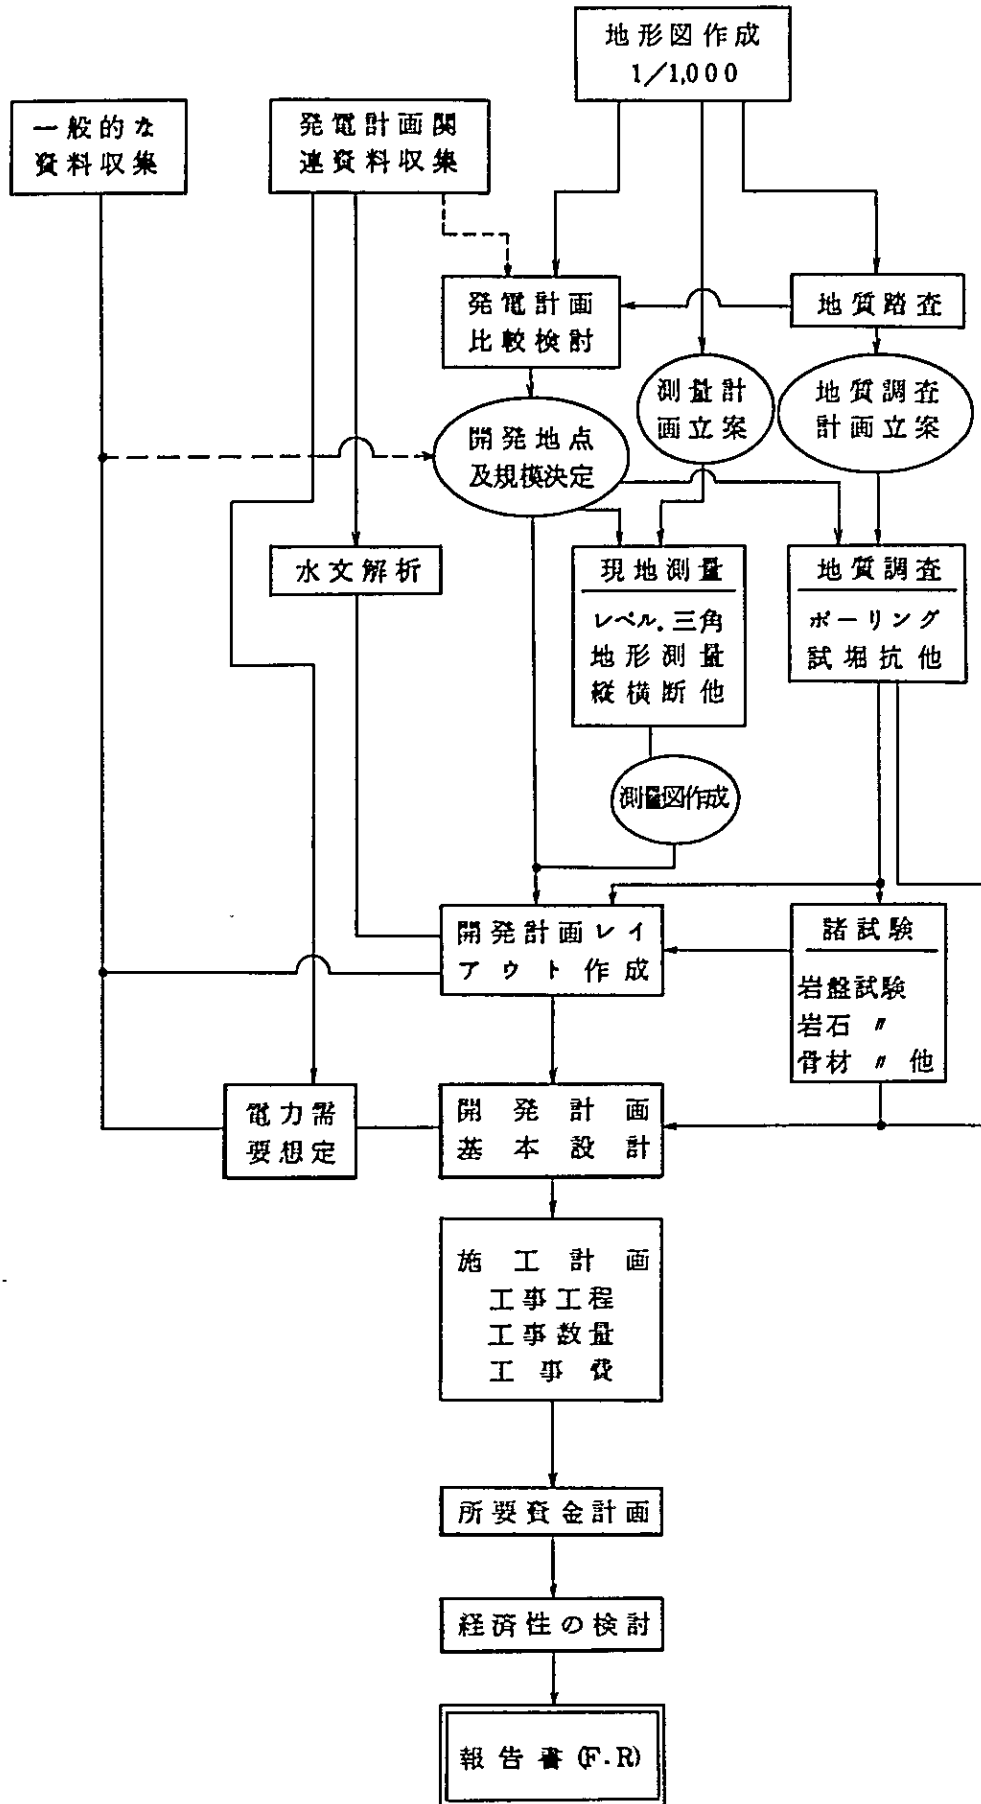 地形図作成
1／1,000
一般的な
資料収集
発電計画関
連資料収集
発電計画
比較検討
地質踏査
測量計
画立案
地質調査
計画立案
開発地点
及規模決定
水文解析
現地測量
レベル.三角
地形測量
縦横断他
地質調査
ボーリング
試堀抗他
測量図作成
開発計画レイ
アウト作成
諸試験
岩盤試験
岩石 〃
骨材 〃 他
電力需
要想定
開発計画
基本設計
施工計画
工事工程
工事数量
工事費
所要資金計画
経済性の検討
報告書 (F.R)